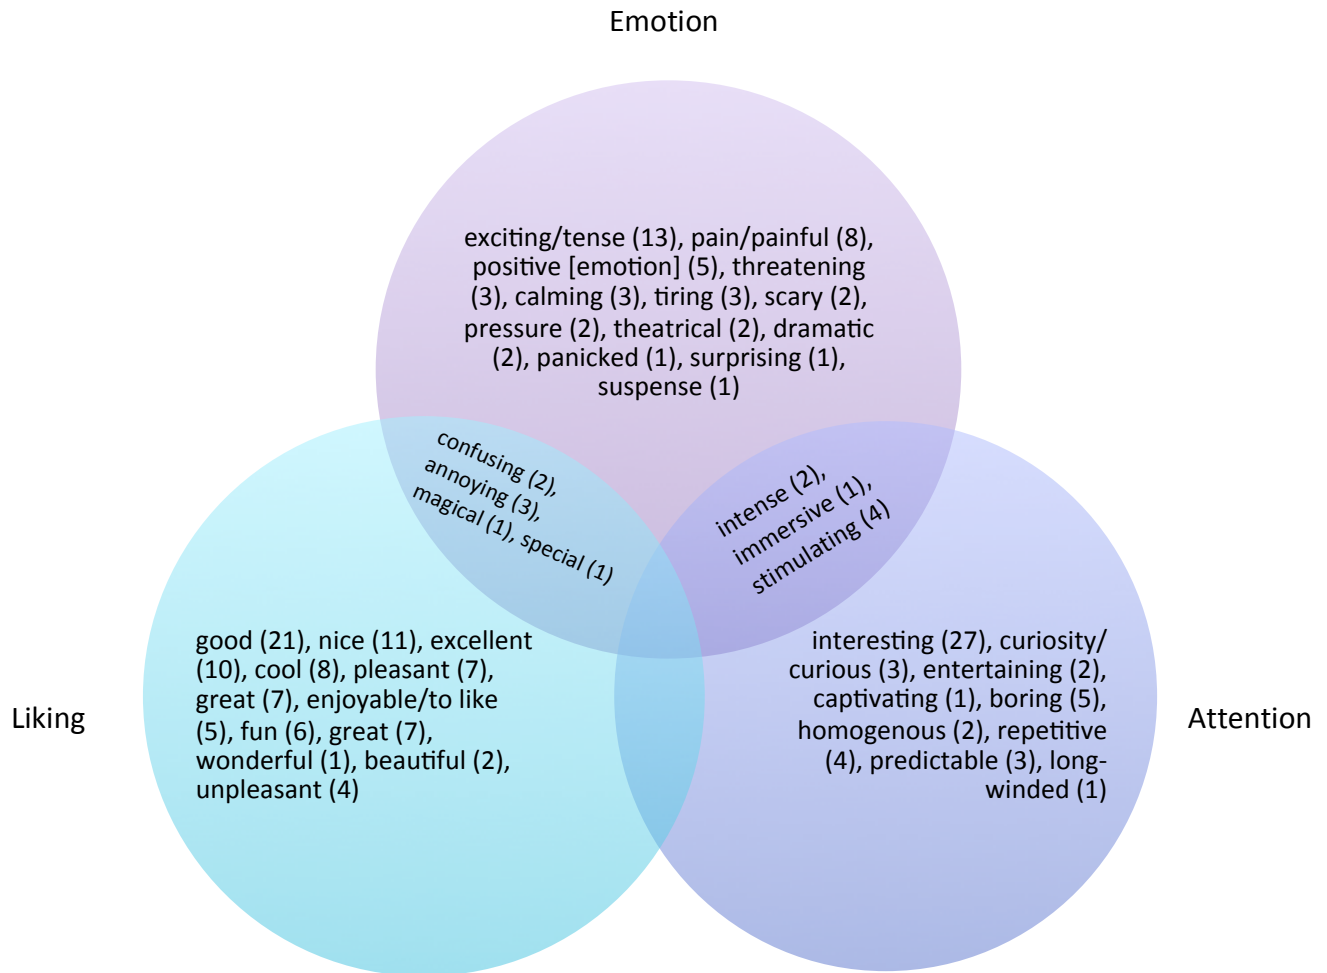 Emotion
exciting/tense (13), pain/painful (8),
positive [emotion] (5), threatening
(3), calming (3), tiring (3), scary (2),
pressure (2), theatrical (2), dramatic
(2), panicked (1), surprising (1),
suspense (1)
confusing (2),
annoying (3),
magical (1), special (1)
intense (2),
immersive (1),
stimulating (4)
Liking
good (21), nice (11), excellent
(10), cool (8), pleasant (7),
great (7), enjoyable/to like
(5), fun (6), great (7),
wonderful (1), beautiful (2),
unpleasant (4)
interesting (27), curiosity/
curious (3), entertaining (2),
captivating (1), boring (5),
homogenous (2), repetitive
(4), predictable (3), long-
winded (1)
Attention